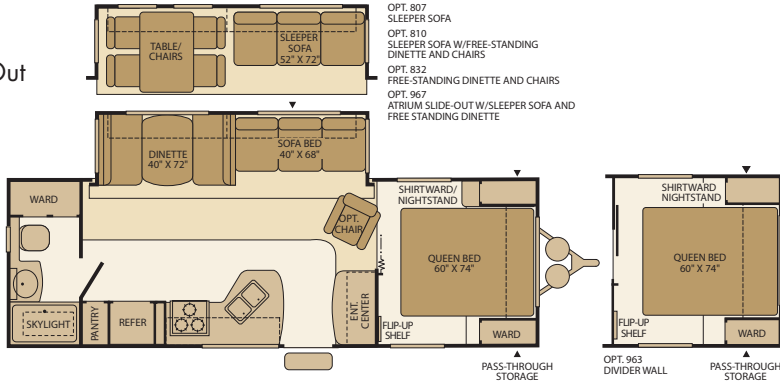 OPT. 807
SLEEPER SOFA
OPT. 810
SLEEPER SOFA W/FREE-STANDING
DINETTE AND CHAIRS
OPT. 832
FREE-STANDING DINETTE AND CHAIRS
OPT. 967
ATRIUM SLIDE-OUT W/SLEEPER SOFA AND
FREE STANDING DINETTE
TABLE/
CHAIRS
SLEEPER
SOFA
52" X 72"
Out
DINETTE
40" X 72"
SOFA BED
40" X 68"
WARD
OPT.
CHAIR
SHIRTWARD/
NIGHTSTAND
QUEEN BED
60" X 74"
SKYLIGHT
PANTRY
REFER
ENT.
CENTER
FLIP-UP
SHELF
WARD
PASS-THROUGH
STORAGE
SHIRTWARD
NIGHTSTAND
QUEEN BED
60" X 74"
FLIP-UP
SHELF
WARD
OPT. 963
DIVIDER WALL
PASS-THROUGH
STORAGE